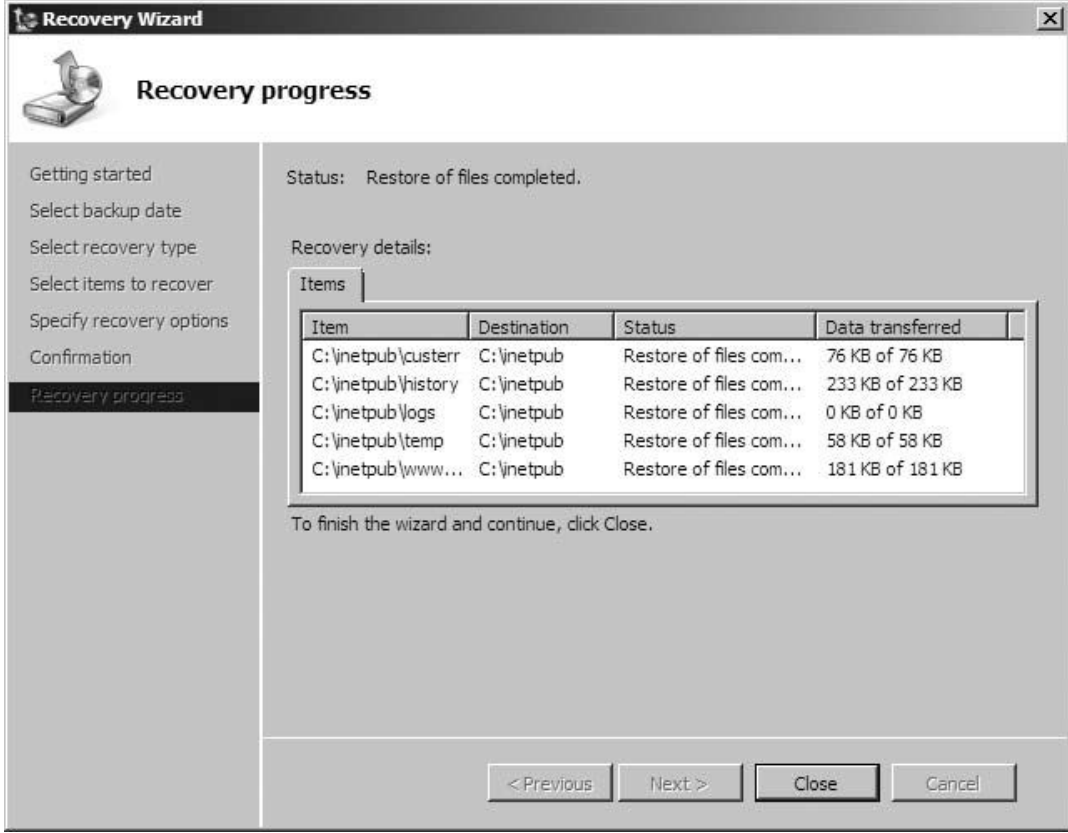 Recovery Wizard
Recovery progress
Getting started
Select backup date
Select recovery type
Select items to recover
Specify recovery options
Confirmation
Recovery progress
Status: Restore of files completed.
Recovery details:
Items
Item Destination Status Data transferred
C:\inetpub\custerr C:\inetpub Restore of files com... 76 KB of 76 KB
C:\inetpub\history C:\inetpub Restore of files com... 233 KB of 233 KB
C:\inetpub\logs C:\inetpub Restore of files com... 0 KB of 0 KB
C:\inetpub\temp C:\inetpub Restore of files com... 58 KB of 58 KB
C:\inetpub\www... C:\inetpub Restore of files com... 181 KB of 181 KB
To finish the wizard and continue, click Close.
< Previous Next > Close Cancel